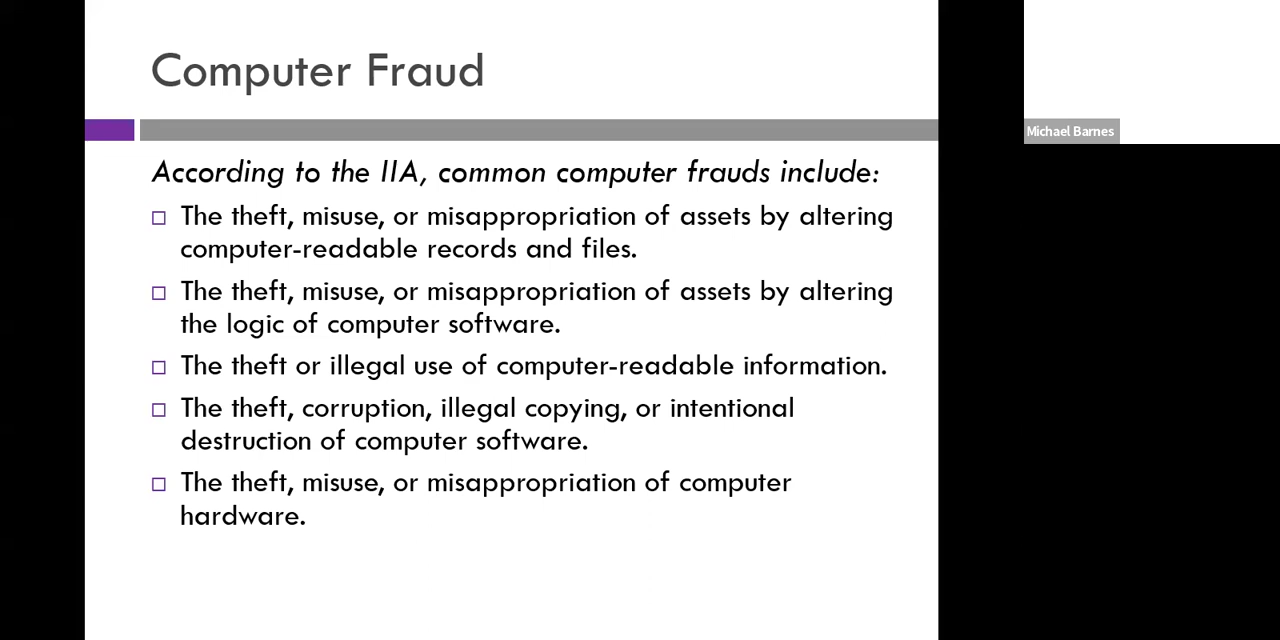 Computer Fraud
Michael Barnes
According to the IIA, common computer frauds include:
The theft, misuse, or misappropriation of assets by altering
computer-readable records and files.
The theft, misuse, or misappropriation of assets by altering
the logic of computer software.
The theft or illegal use of computer-readable information.
The theft, corruption, illegal copying, or intentional
destruction of computer software.
The theft, misuse, or misappropriation of computer
hardware.